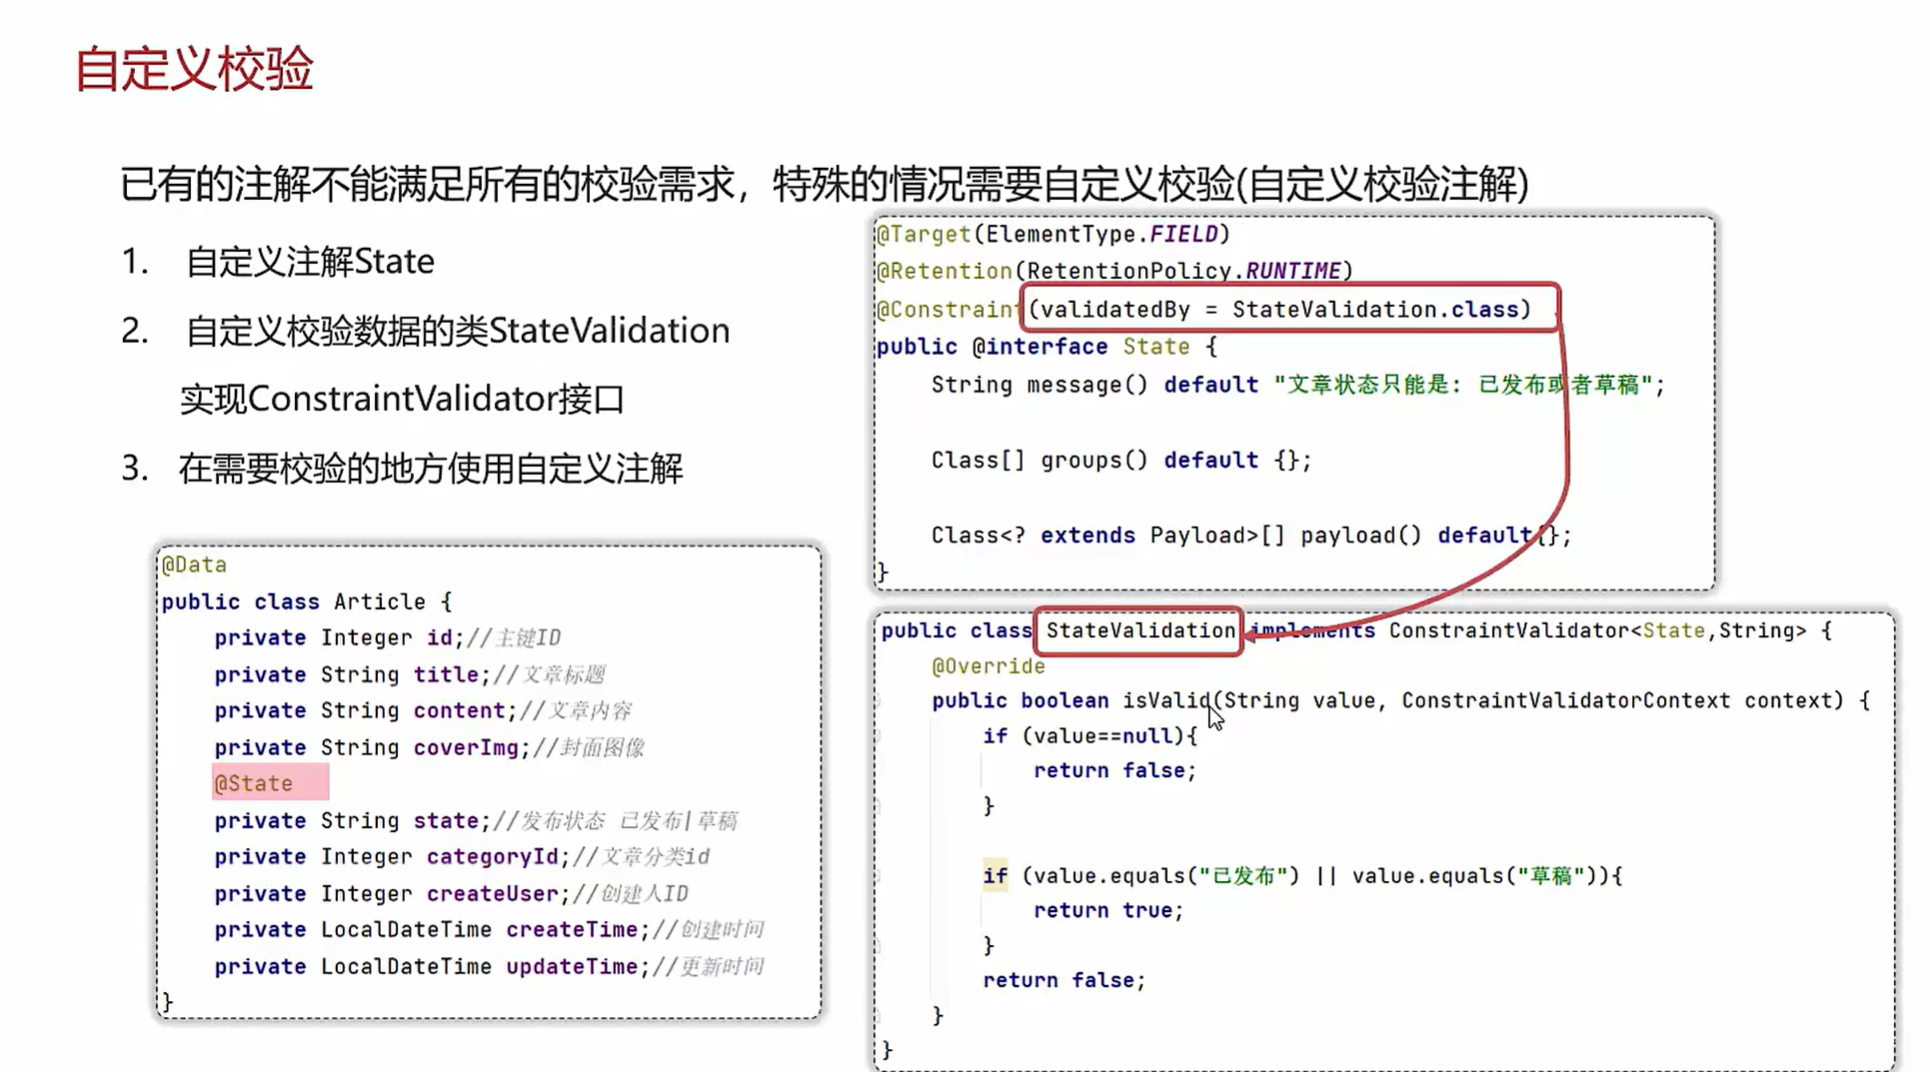 自定义校验
已有的注解不能满足所有的校验需求，特殊的情况需要自定义校验(自定义校验注解)
1. 自定义注解State
2. 自定义校验数据的类StateValidation
实现ConstraintValidator接口
3. 在需要校验的地方使用自定义注解
@Data
public class Article {
private Integer id;//主键ID
private String title;//文章标题
private String content;//文章内容
private String coverImg;//封面图像
@State
private String state;//发布状态 已发布|草稿
private Integer categoryId;//文章分类id
private Integer createUser;//创建人ID
private LocalDateTime createTime;//创建时间
private LocalDateTime updateTime;//更新时间
}
@Target(ElementType.FIELD)
@Retention(RetentionPolicy.RUNTIME)
@Constraint(validatedBy = StateValidation.class)
public @interface State {
String message() default "文章状态只能是: 已发布或者草稿";
Class[] groups() default {};
Class<? extends Payload>[] payload() default{};
}
public class StateValidation implements ConstraintValidator<State,String> {
@Override
public boolean isValid(String value, ConstraintValidatorContext context) {
if (value==null){
return false;
}
if (value.equals("已发布") || value.equals("草稿")){
return true;
}
return false;
}
}